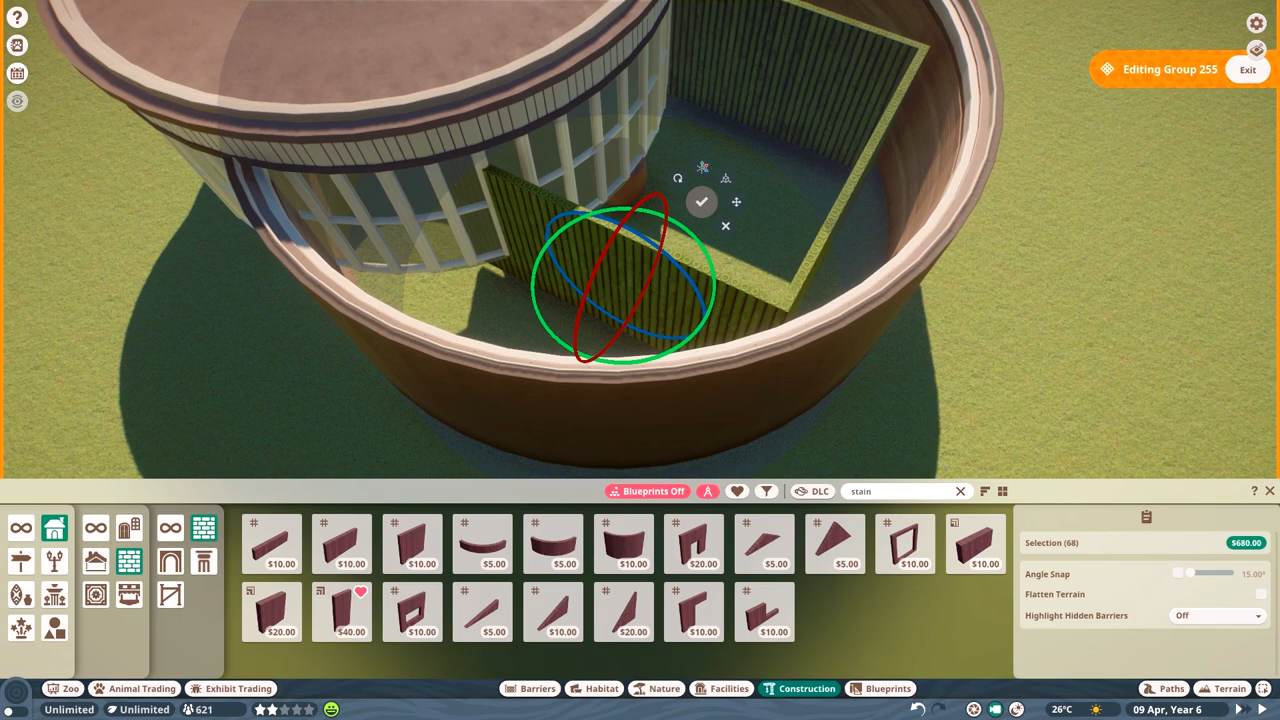 ?
Editing Group 255
Exit
Blueprints Off
DLC
stain
?
$10.00
$10.00
$10.00
$5.00
$5.00
$10.00
$20.00
$5.00
$5.00
$10.00
$10.00
$20.00
$40.00
$10.00
$5.00
$10.00
$20.00
$10.00
$10.00
Selection (68)
$680.00
Angle Snap
15.00°
Flatten Terrain
Highlight Hidden Barriers
Off
Zoo
Animal Trading
Exhibit Trading
Barriers
Habitat
Nature
Facilities
Construction
Blueprints
Paths
Terrain
Unlimited
Unlimited
621
26°C
09 Apr, Year 6